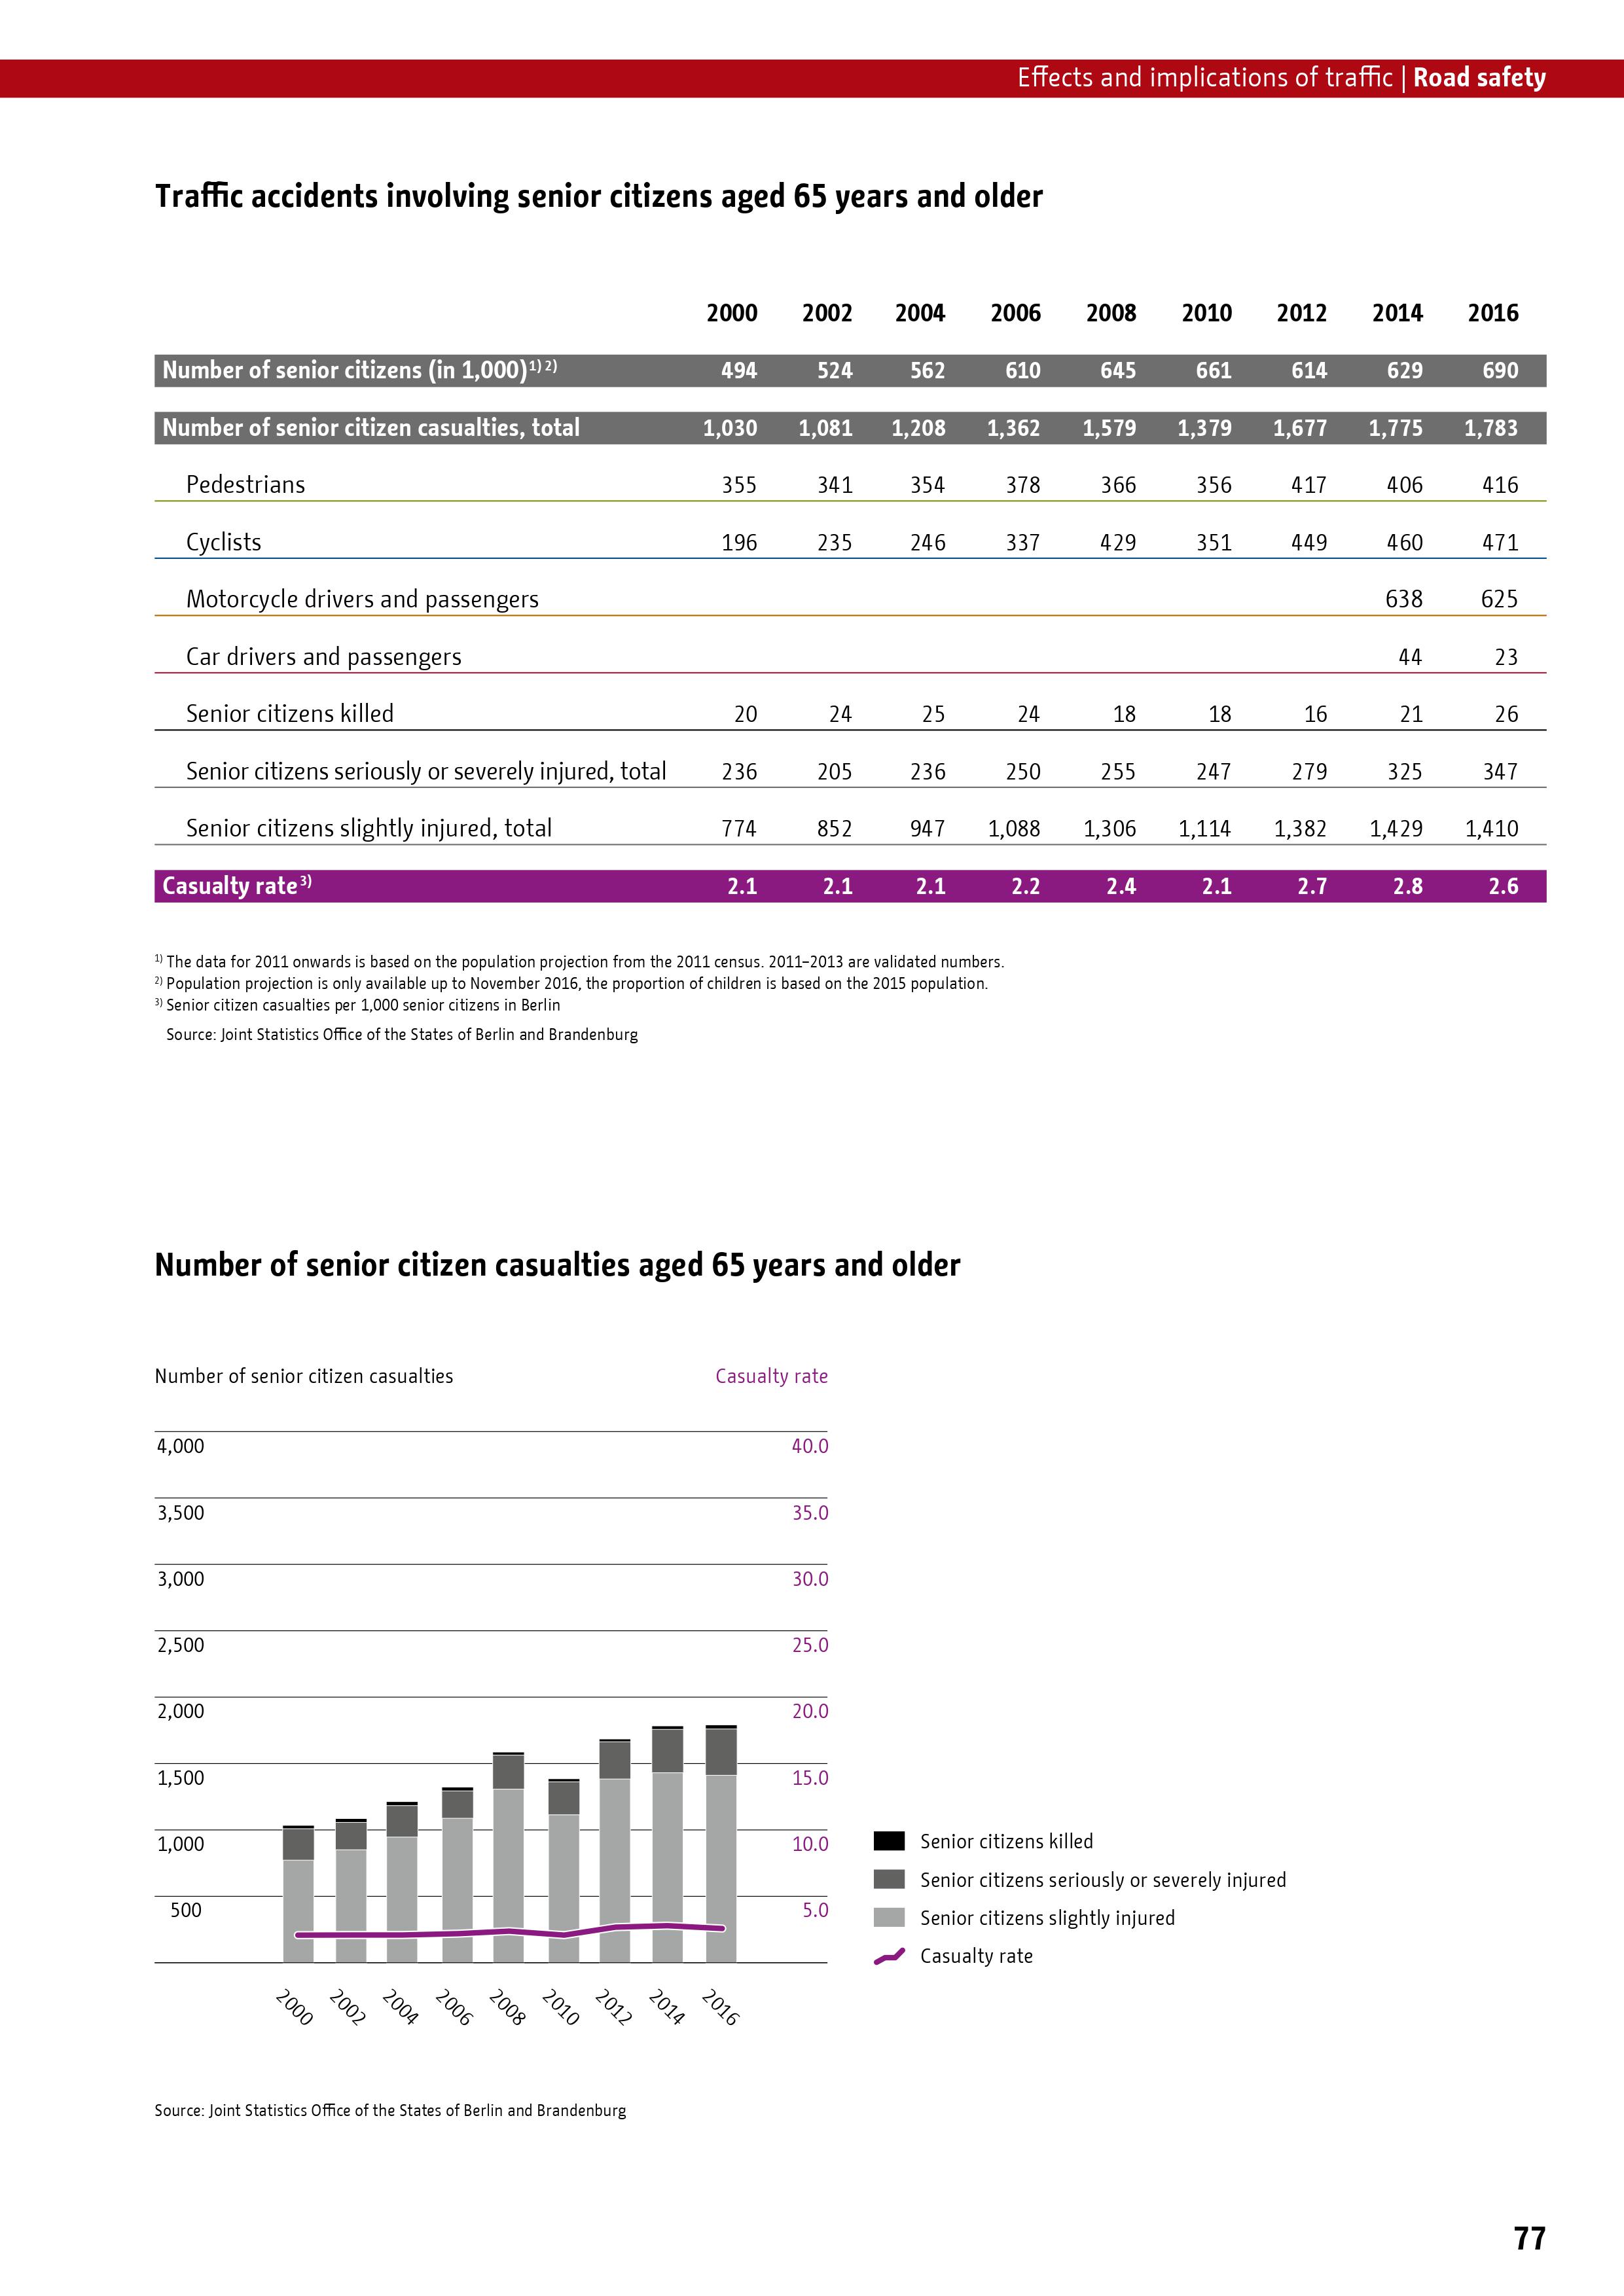 Effects and implications of traffic | Road safety
Traffic accidents involving senior citizens aged 65 years and older
2000 2002 2004 2006 2008 2010 2012 2014 2016
Number of senior citizens (in 1,000)1) 2) 494 524 562 610 645 661 614 629 690
Number of senior citizen casualties, total 1,030 1,081 1,208 1,362 1,579 1,379 1,677 1,775 1,783
Pedestrians 355 341 354 378 366 356 417 406 416
Cyclists 196 235 246 337 429 351 449 460 471
Motorcycle drivers and passengers 638 625
Car drivers and passengers 44 23
Senior citizens killed 20 24 25 24 18 18 16 21 26
Senior citizens seriously or severely injured, total 236 205 236 250 255 247 279 325 347
Senior citizens slightly injured, total 774 852 947 1,088 1,306 1,114 1,382 1,429 1,410
Casualty rate3) 2.1 2.1 2.1 2.2 2.4 2.1 2.7 2.8 2.6
1) The data for 2011 onwards is based on the population projection from the 2011 census. 2011–2013 are validated numbers.
2) Population projection is only available up to November 2016, the proportion of children is based on the 2015 population.
3) Senior citizen casualties per 1,000 senior citizens in Berlin
Source: Joint Statistics Office of the States of Berlin and Brandenburg
Number of senior citizen casualties aged 65 years and older
Number of senior citizen casualties Casualty rate
4,000 40.0
3,500 35.0
3,000 30.0
2,500 25.0
2,000 20.0
1,500 15.0
1,000 10.0
500 5.0
Senior citizens killed
Senior citizens seriously or severely injured
Senior citizens slightly injured
Casualty rate
2000 2002 2004 2006 2008 2010 2012 2014 2016
Source: Joint Statistics Office of the States of Berlin and Brandenburg
77